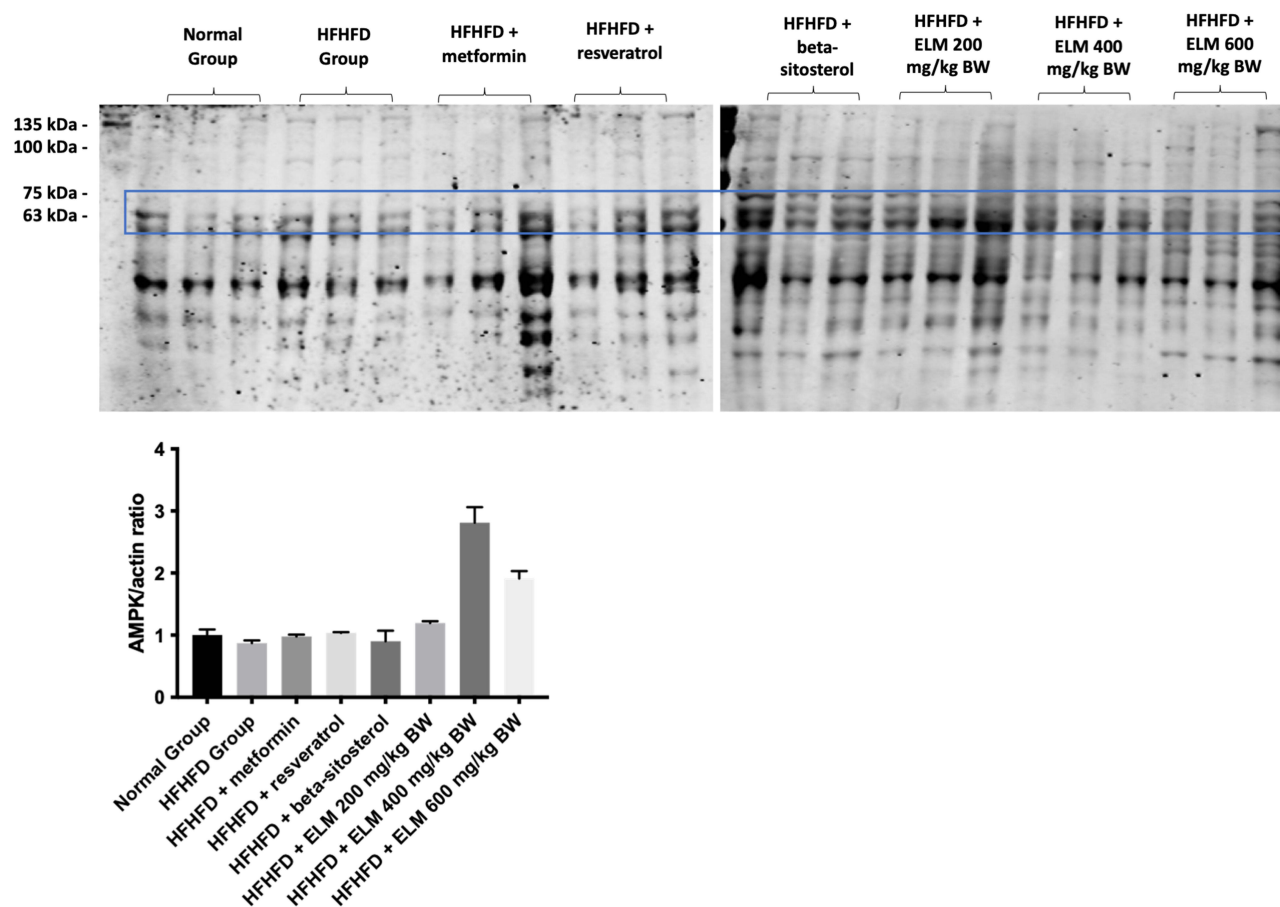 Normal
Group
HFHFD
Group
HFHFD +
metformin
HFHFD +
resveratrol
HFHFD +
beta-
sitosterol
HFHFD +
ELM 200
mg/kg BW
HFHFD +
ELM 400
mg/kg BW
HFHFD +
ELM 600
mg/kg BW
135 kDa -
100 kDa -
75 kDa -
63 kDa -
AMPK/actin ratio
4
3
2
1
0
Normal Group
HFHFD Group
HFHFD + metformin
HFHFD + resveratrol
HFHFD + beta-sitosterol
HFHFD + ELM 200 mg/kg BW
HFHFD + ELM 400 mg/kg BW
HFHFD + ELM 600 mg/kg BW